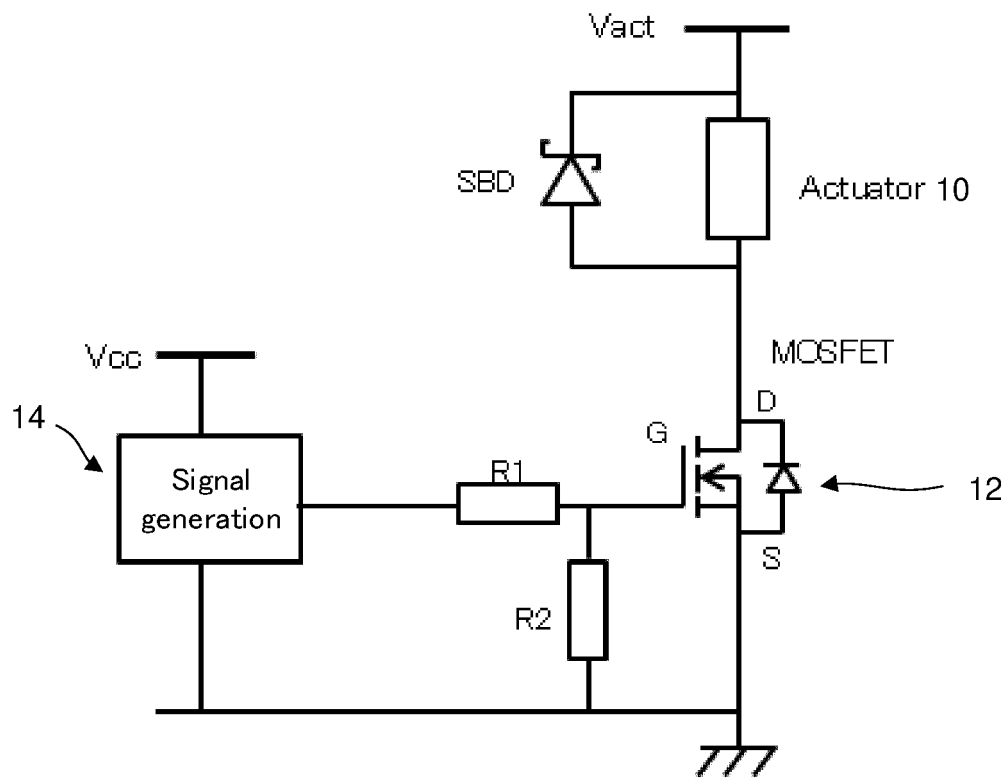 Vact
SBD
Actuator 10
MOSFET
Vcc
14
D
G
Signal
generation
R1
12
S
R2